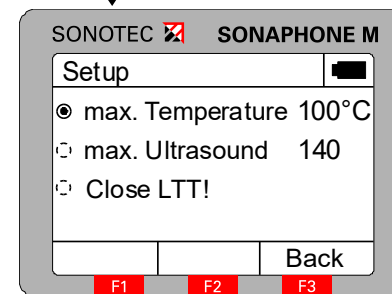 SONOTEC SONAPHONE M
Setup
max. Temperature 100°C
max. Ultrasound 140
Close LTT!
Back
F1 F2 F3